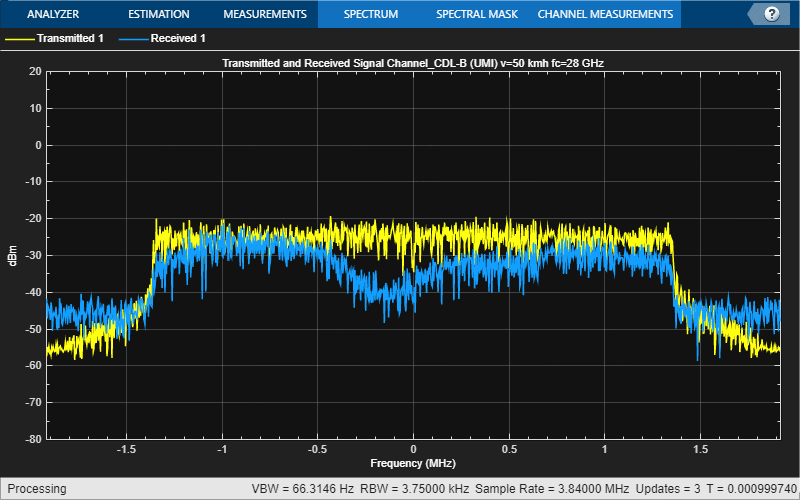 ANALYZER ESTIMATION MEASUREMENTS SPECTRUM SPECTRAL MASK CHANNEL MEASUREMENTS ?
Transmitted 1 Received 1
Transmitted and Received Signal Channel_CDL-B (UMI) v=50 kmh fc=28 GHz
20
10
0
-10
-20
-30
-40
-50
-60
-70
-80
dBm
-1.5 -1 -0.5 0 0.5 1 1.5
Frequency (MHz)
Processing VBW = 66.3146 Hz RBW = 3.75000 kHz Sample Rate = 3.84000 MHz Updates = 3 T = 0.000999740